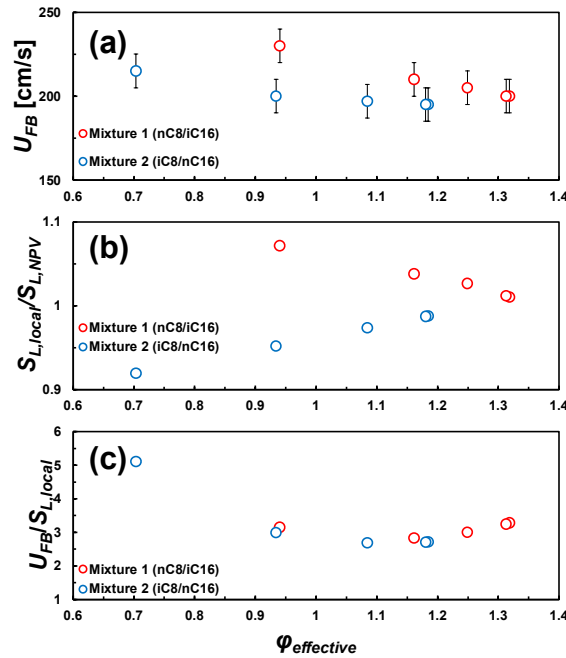 (a)
U_FB [cm/s]
250
200
150
Mixture 1 (nC8/iC16)
Mixture 2 (iC8/nC16)
0.6 0.7 0.8 0.9 1 1.1 1.2 1.3 1.4
(b)
S_L,local/S_L,NPV
1.1
1
0.9
Mixture 1 (nC8/iC16)
Mixture 2 (iC8/nC16)
0.6 0.7 0.8 0.9 1 1.1 1.2 1.3 1.4
(c)
U_FB/S_L,local
6
5
4
3
2
1
Mixture 1 (nC8/iC16)
Mixture 2 (iC8/nC16)
0.6 0.7 0.8 0.9 1 1.1 1.2 1.3 1.4
φ_effective